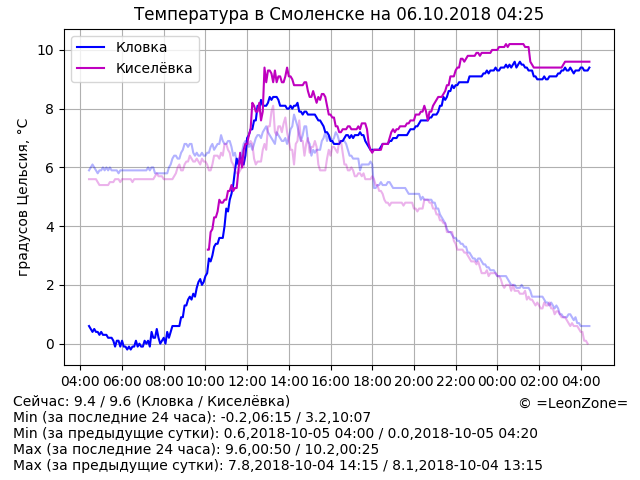 Температура в Смоленске на 06.10.2018 04:25
Кловка
Киселёвка
градусов Цельсия, °C
10
8
6
4
2
0
04:00 06:00 08:00 10:00 12:00 14:00 16:00 18:00 20:00 22:00 00:00 02:00 04:00
Сейчас: 9.4 / 9.6 (Кловка / Киселёвка)
© =LeonZone=
Min (за последние 24 часа): -0.2,06:15 / 3.2,10:07
Min (за предыдущие сутки): 0.6,2018-10-05 04:00 / 0.0,2018-10-05 04:20
Max (за последние 24 часа): 9.6,00:50 / 10.2,00:25
Max (за предыдущие сутки): 7.8,2018-10-04 14:15 / 8.1,2018-10-04 13:15